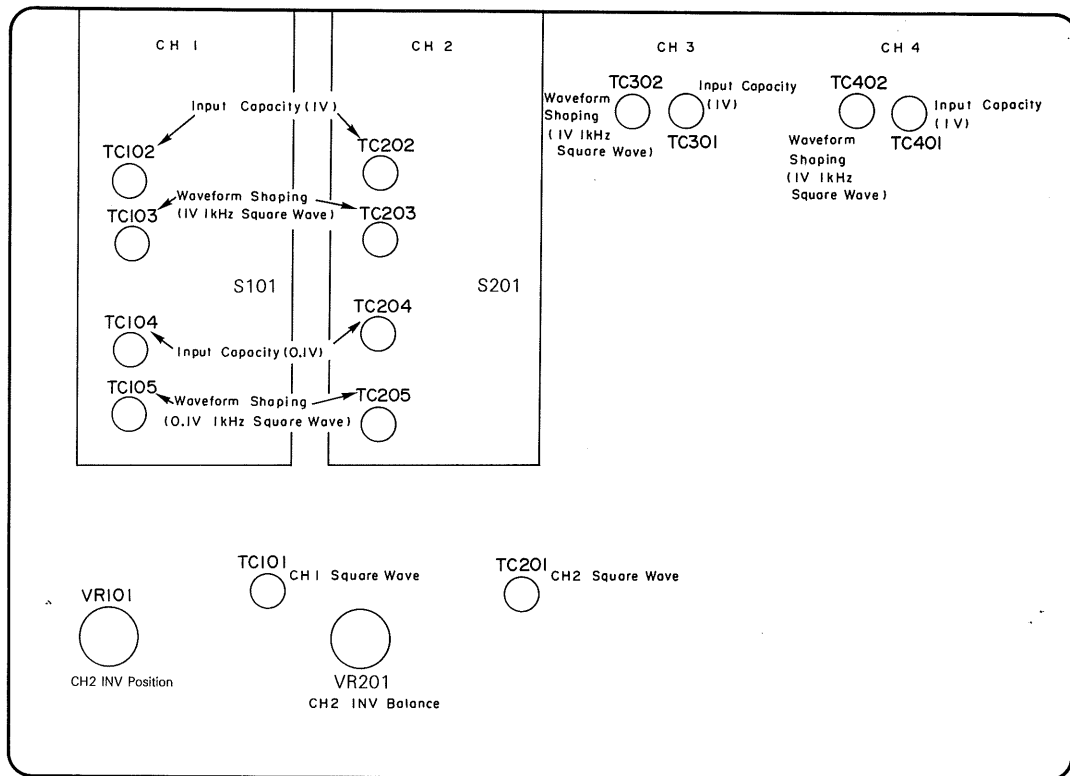 CH 1
CH 2
CH 3
CH 4
Input Capacity (1V)
TC102
TC202
Waveform Shaping
(1V 1kHz Square Wave)
TC103
TC203
S101
S201
TC104
TC204
Input Capacity (0.1V)
TC105
TC205
Waveform Shaping
(0.1V 1kHz Square Wave)
TC302
Waveform
Shaping
(1V 1kHz
Square Wave)
Input Capacity
(1V)
TC301
TC402
Waveform
Shaping
(1V 1kHz
Square Wave)
Input Capacity
(1V)
TC401
TC101
CH1 Square Wave
TC201
CH2 Square Wave
VR101
CH2 INV Position
VR201
CH2 INV Balance